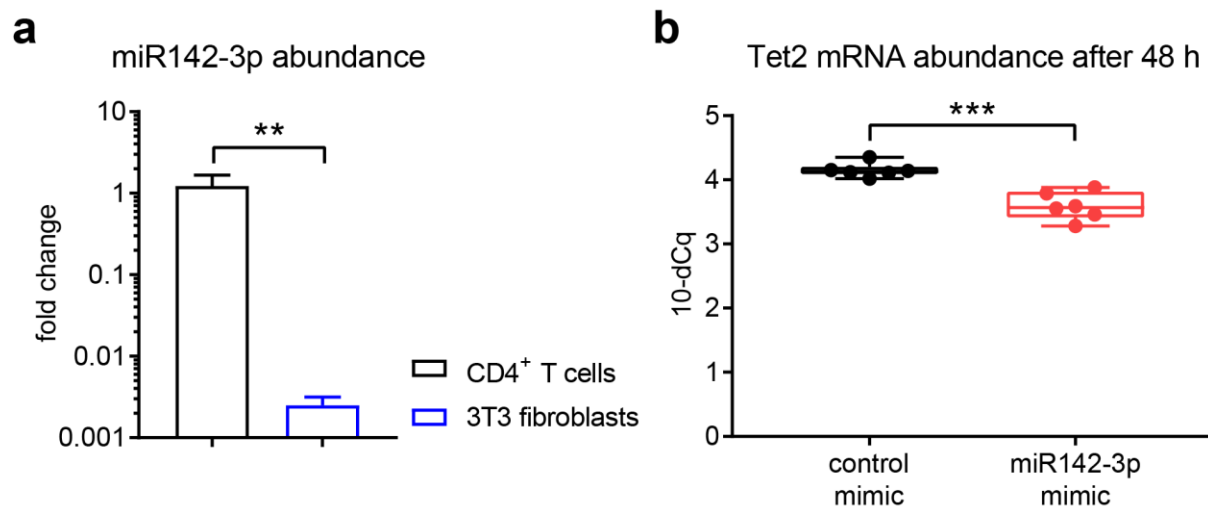 a
miR142-3p abundance
fold change
10
1
0.1
0.01
0.001
**
CD4⁺ T cells
3T3 fibroblasts
b
Tet2 mRNA abundance after 48 h
10-dCq
5
4
3
2
1
0
***
control
mimic
miR142-3p
mimic